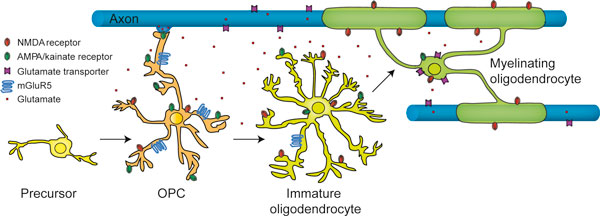 Axon
NMDA receptor
AMPA/kainate receptor
Glutamate transporter
mGluR5
Glutamate
Myelinating
oligodendrocyte
Precursor
OPC
Immature
oligodendrocyte